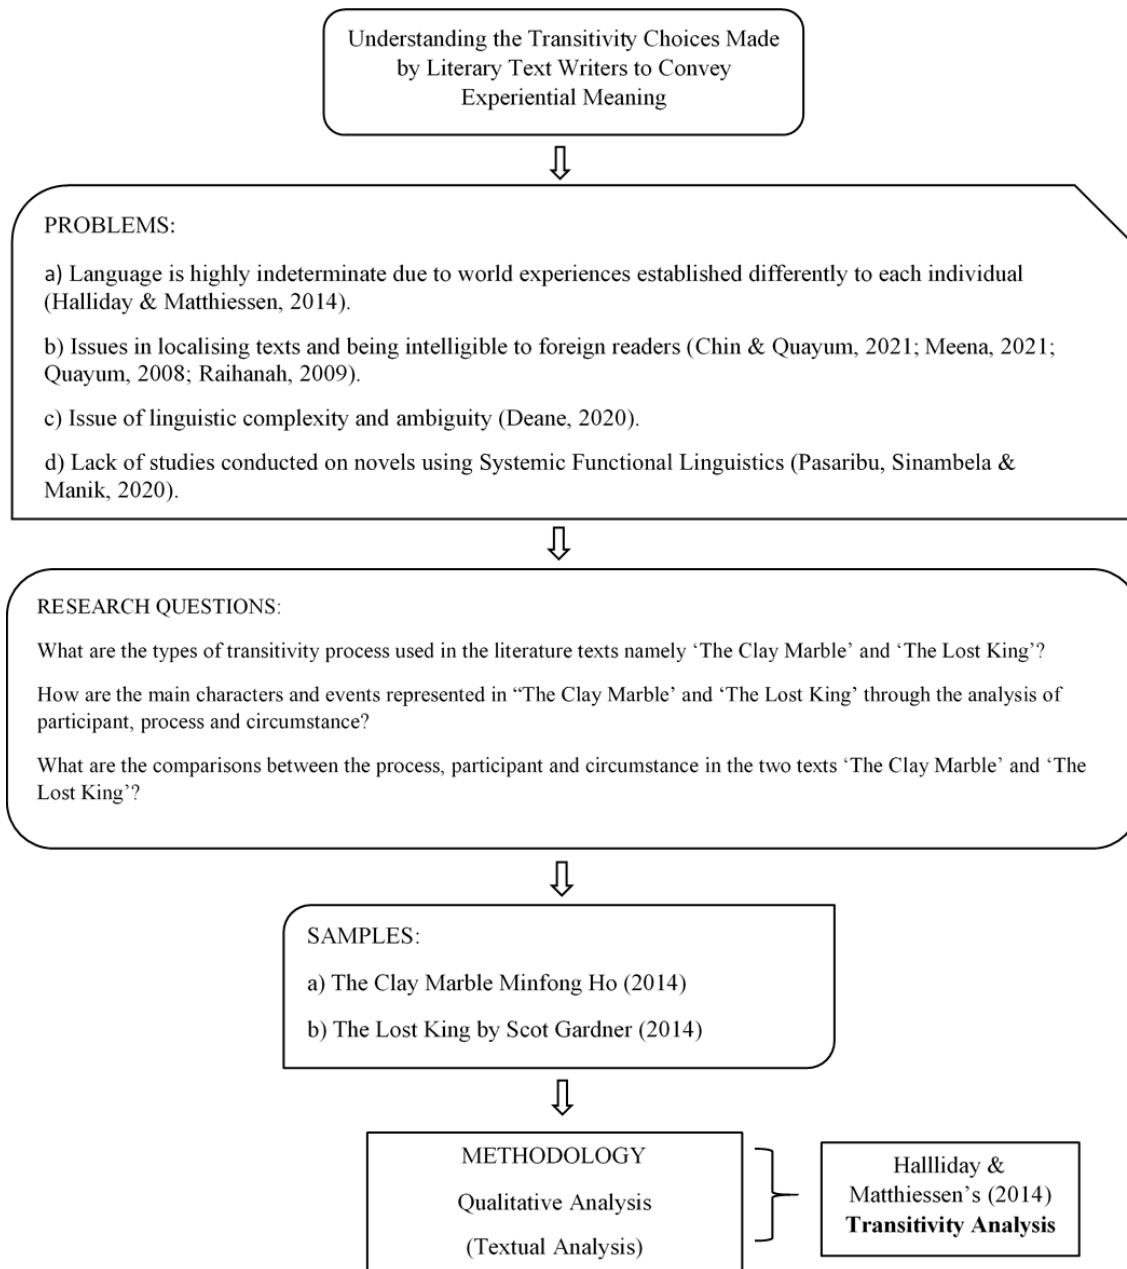 Understanding the Transitivity Choices Made
by Literary Text Writers to Convey
Experiential Meaning
PROBLEMS:
a) Language is highly indeterminate due to world experiences established differently to each individual
(Halliday & Matthiessen, 2014).
b) Issues in localising texts and being intelligible to foreign readers (Chin & Quayum, 2021; Meena, 2021;
Quayum, 2008; Raihanah, 2009).
c) Issue of linguistic complexity and ambiguity (Deane, 2020).
d) Lack of studies conducted on novels using Systemic Functional Linguistics (Pasaribu, Sinambela &
Manik, 2020).
RESEARCH QUESTIONS:
What are the types of transitivity process used in the literature texts namely ‘The Clay Marble’ and ‘The Lost King’?
How are the main characters and events represented in “The Clay Marble’ and ‘The Lost King’ through the analysis of
participant, process and circumstance?
What are the comparisons between the process, participant and circumstance in the two texts ‘The Clay Marble’ and ‘The
Lost King’?
SAMPLES:
a) The Clay Marble Minfong Ho (2014)
b) The Lost King by Scot Gardner (2014)
METHODOLOGY
Qualitative Analysis
(Textual Analysis)
Hallliday &
Matthiessen’s (2014)
Transitivity Analysis